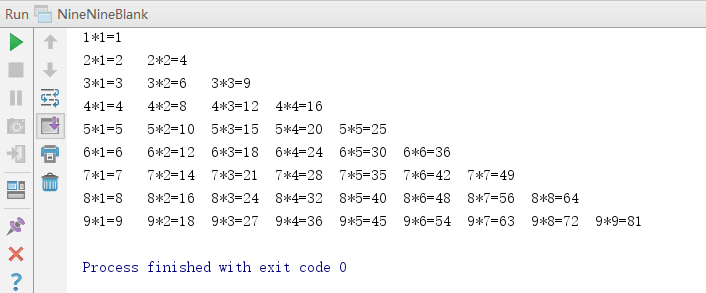 Run NineNineBlank
1*1=1
2*1=2 2*2=4
3*1=3 3*2=6 3*3=9
4*1=4 4*2=8 4*3=12 4*4=16
5*1=5 5*2=10 5*3=15 5*4=20 5*5=25
6*1=6 6*2=12 6*3=18 6*4=24 6*5=30 6*6=36
7*1=7 7*2=14 7*3=21 7*4=28 7*5=35 7*6=42 7*7=49
8*1=8 8*2=16 8*3=24 8*4=32 8*5=40 8*6=48 8*7=56 8*8=64
9*1=9 9*2=18 9*3=27 9*4=36 9*5=45 9*6=54 9*7=63 9*8=72 9*9=81
Process finished with exit code 0